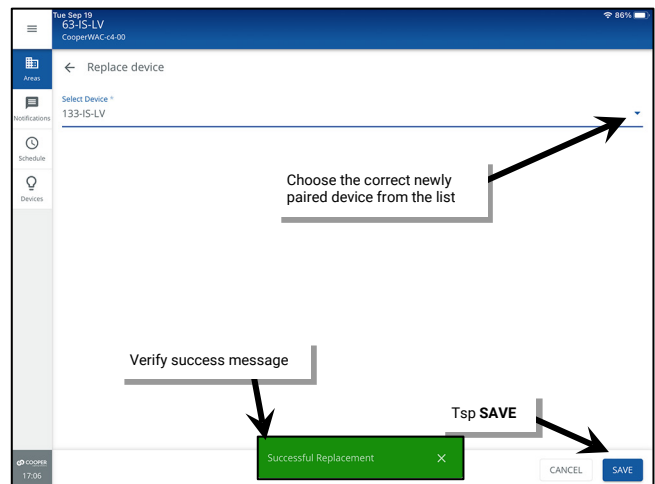 Tue Sep 19
86%
63-IS-LV
CooperWAC-c4-00
Areas
Replace device
Notifications
Select Device *
133-IS-LV
Schedule
Devices
Choose the correct newly
paired device from the list
Verify success message
Tsp SAVE
Successful Replacement
COOPER
17:06
CANCEL
SAVE